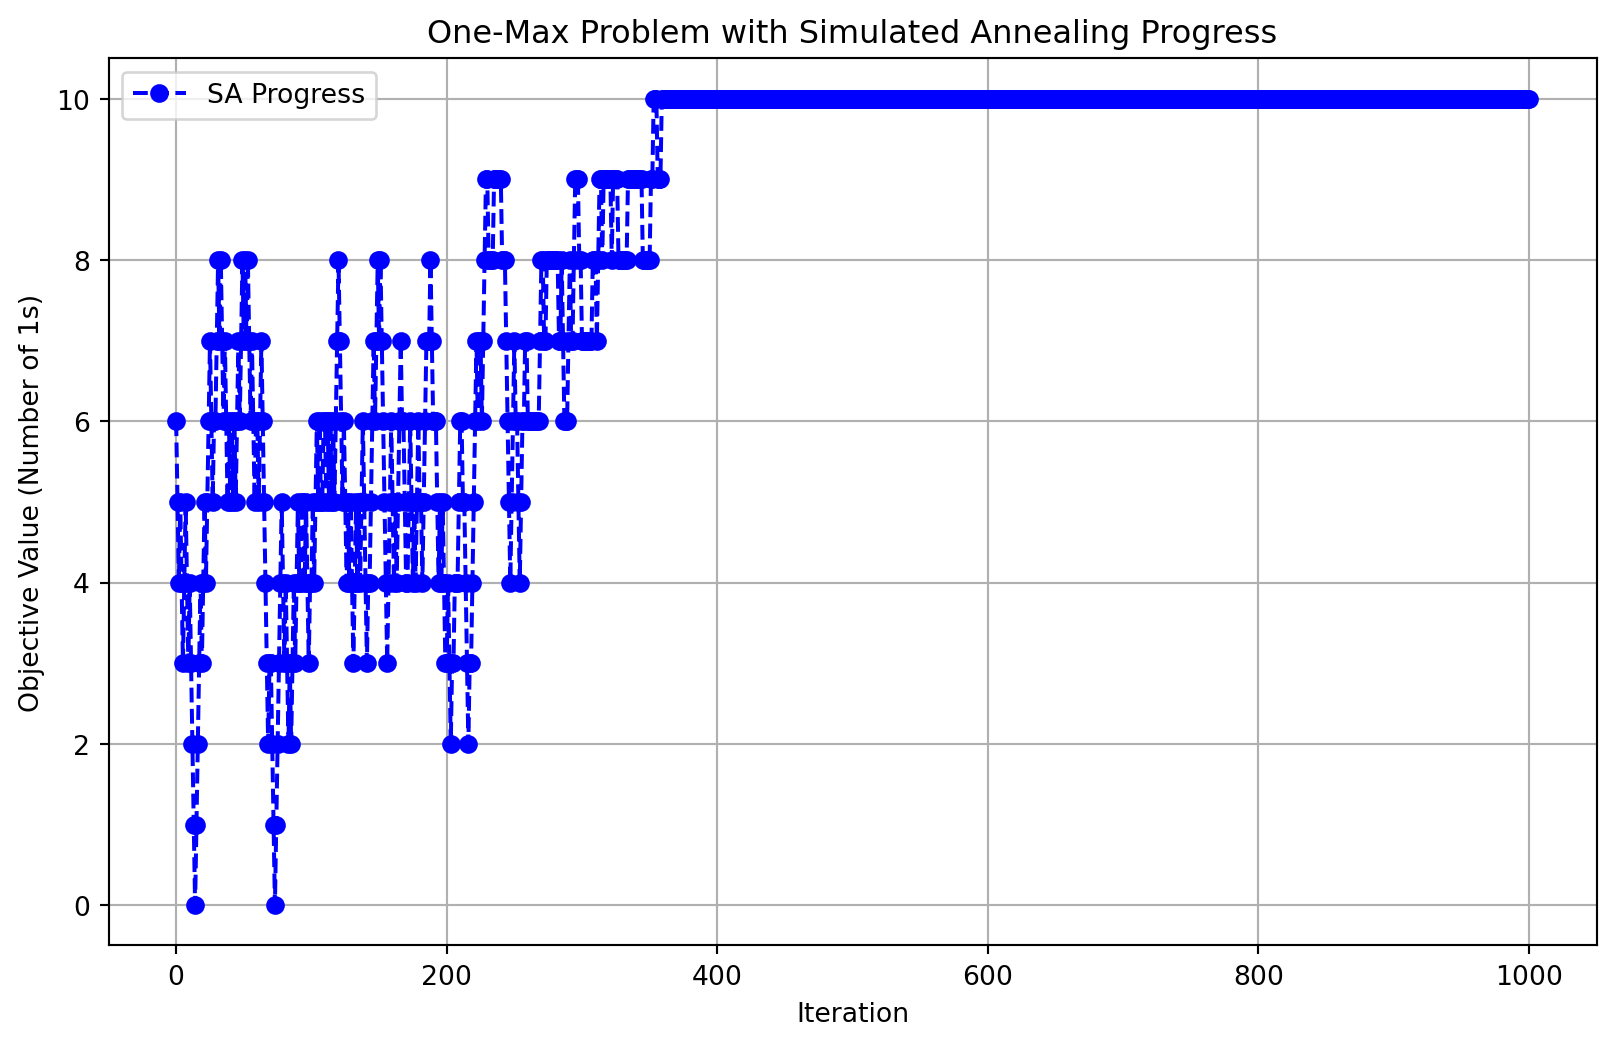 One-Max Problem with Simulated Annealing Progress
SA Progress
Objective Value (Number of 1s)
10
8
6
4
2
0
0 200 400 600 800 1000
Iteration